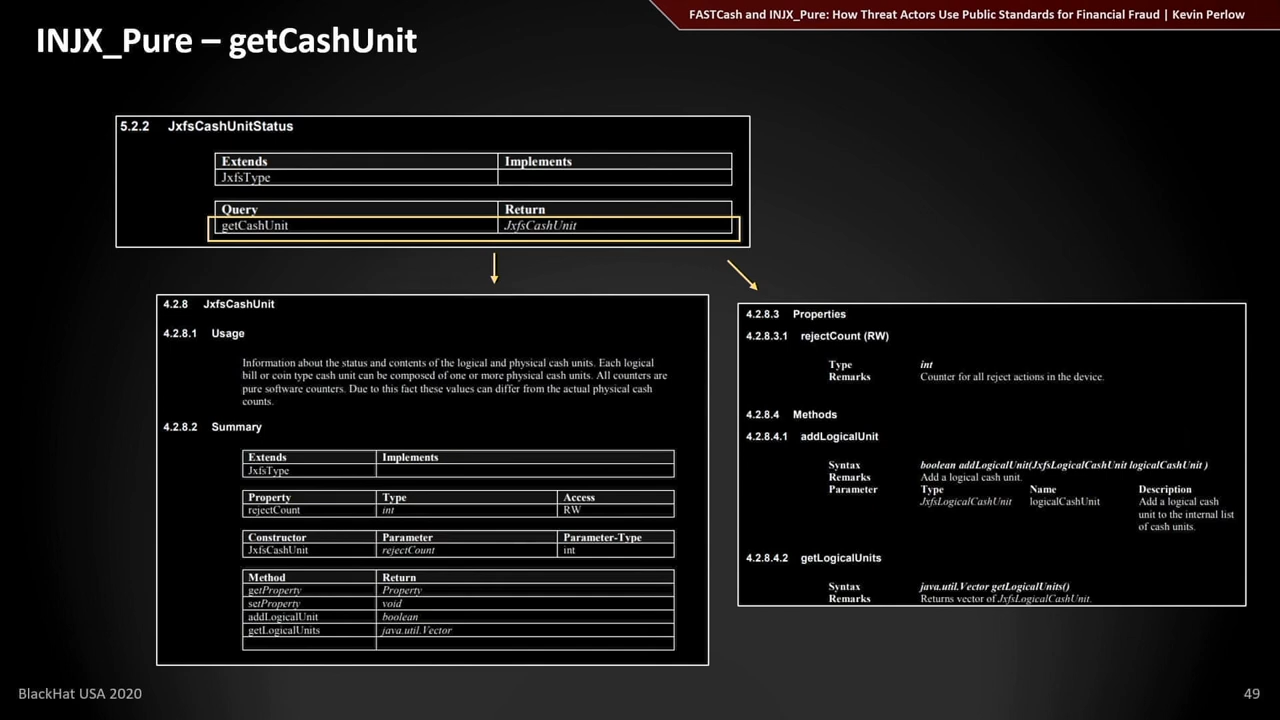 FASTCash and INJX_Pure: How Threat Actors Use Public Standards for Financial Fraud | Kevin Perlow
INJX_Pure – getCashUnit
5.2.2 JxfsCashUnitStatus
Extends Implements
JxfsType
Query Return
getCashUnit JxfsCashUnit
4.2.8 JxfsCashUnit
4.2.8.1 Usage
Information about the status and contents of the logical and physical cash units. Each logical
bill or coin type cash unit can be composed of one or more physical cash units. All counters are
pure software counters. Due to this fact these values can differ from the actual physical cash
counts.
4.2.8.2 Summary
Extends Implements
JxfsType
Property Type Access
rejectCount int RW
Constructor Parameter Parameter-Type
JxfsCashUnit rejectCount int
Method Return
getProperty Property
setProperty void
addLogicalUnit boolean
getLogicalUnits java.util.Vector
4.2.8.3 Properties
4.2.8.3.1 rejectCount (RW)
Type int
Remarks Counter for all reject actions in the device.
4.2.8.4 Methods
4.2.8.4.1 addLogicalUnit
Syntax boolean addLogicalUnit(JxfsLogicalCashUnit logicalCashUnit )
Remarks Add a logical cash unit.
Parameter Type Name Description
JxfsLogicalCashUnit logicalCashUnit Add a logical cash
unit to the internal list
of cash units.
4.2.8.4.2 getLogicalUnits
Syntax java.util.Vector getLogicalUnits()
Remarks Returns vector of JxfsLogicalCashUnit.
BlackHat USA 2020
49